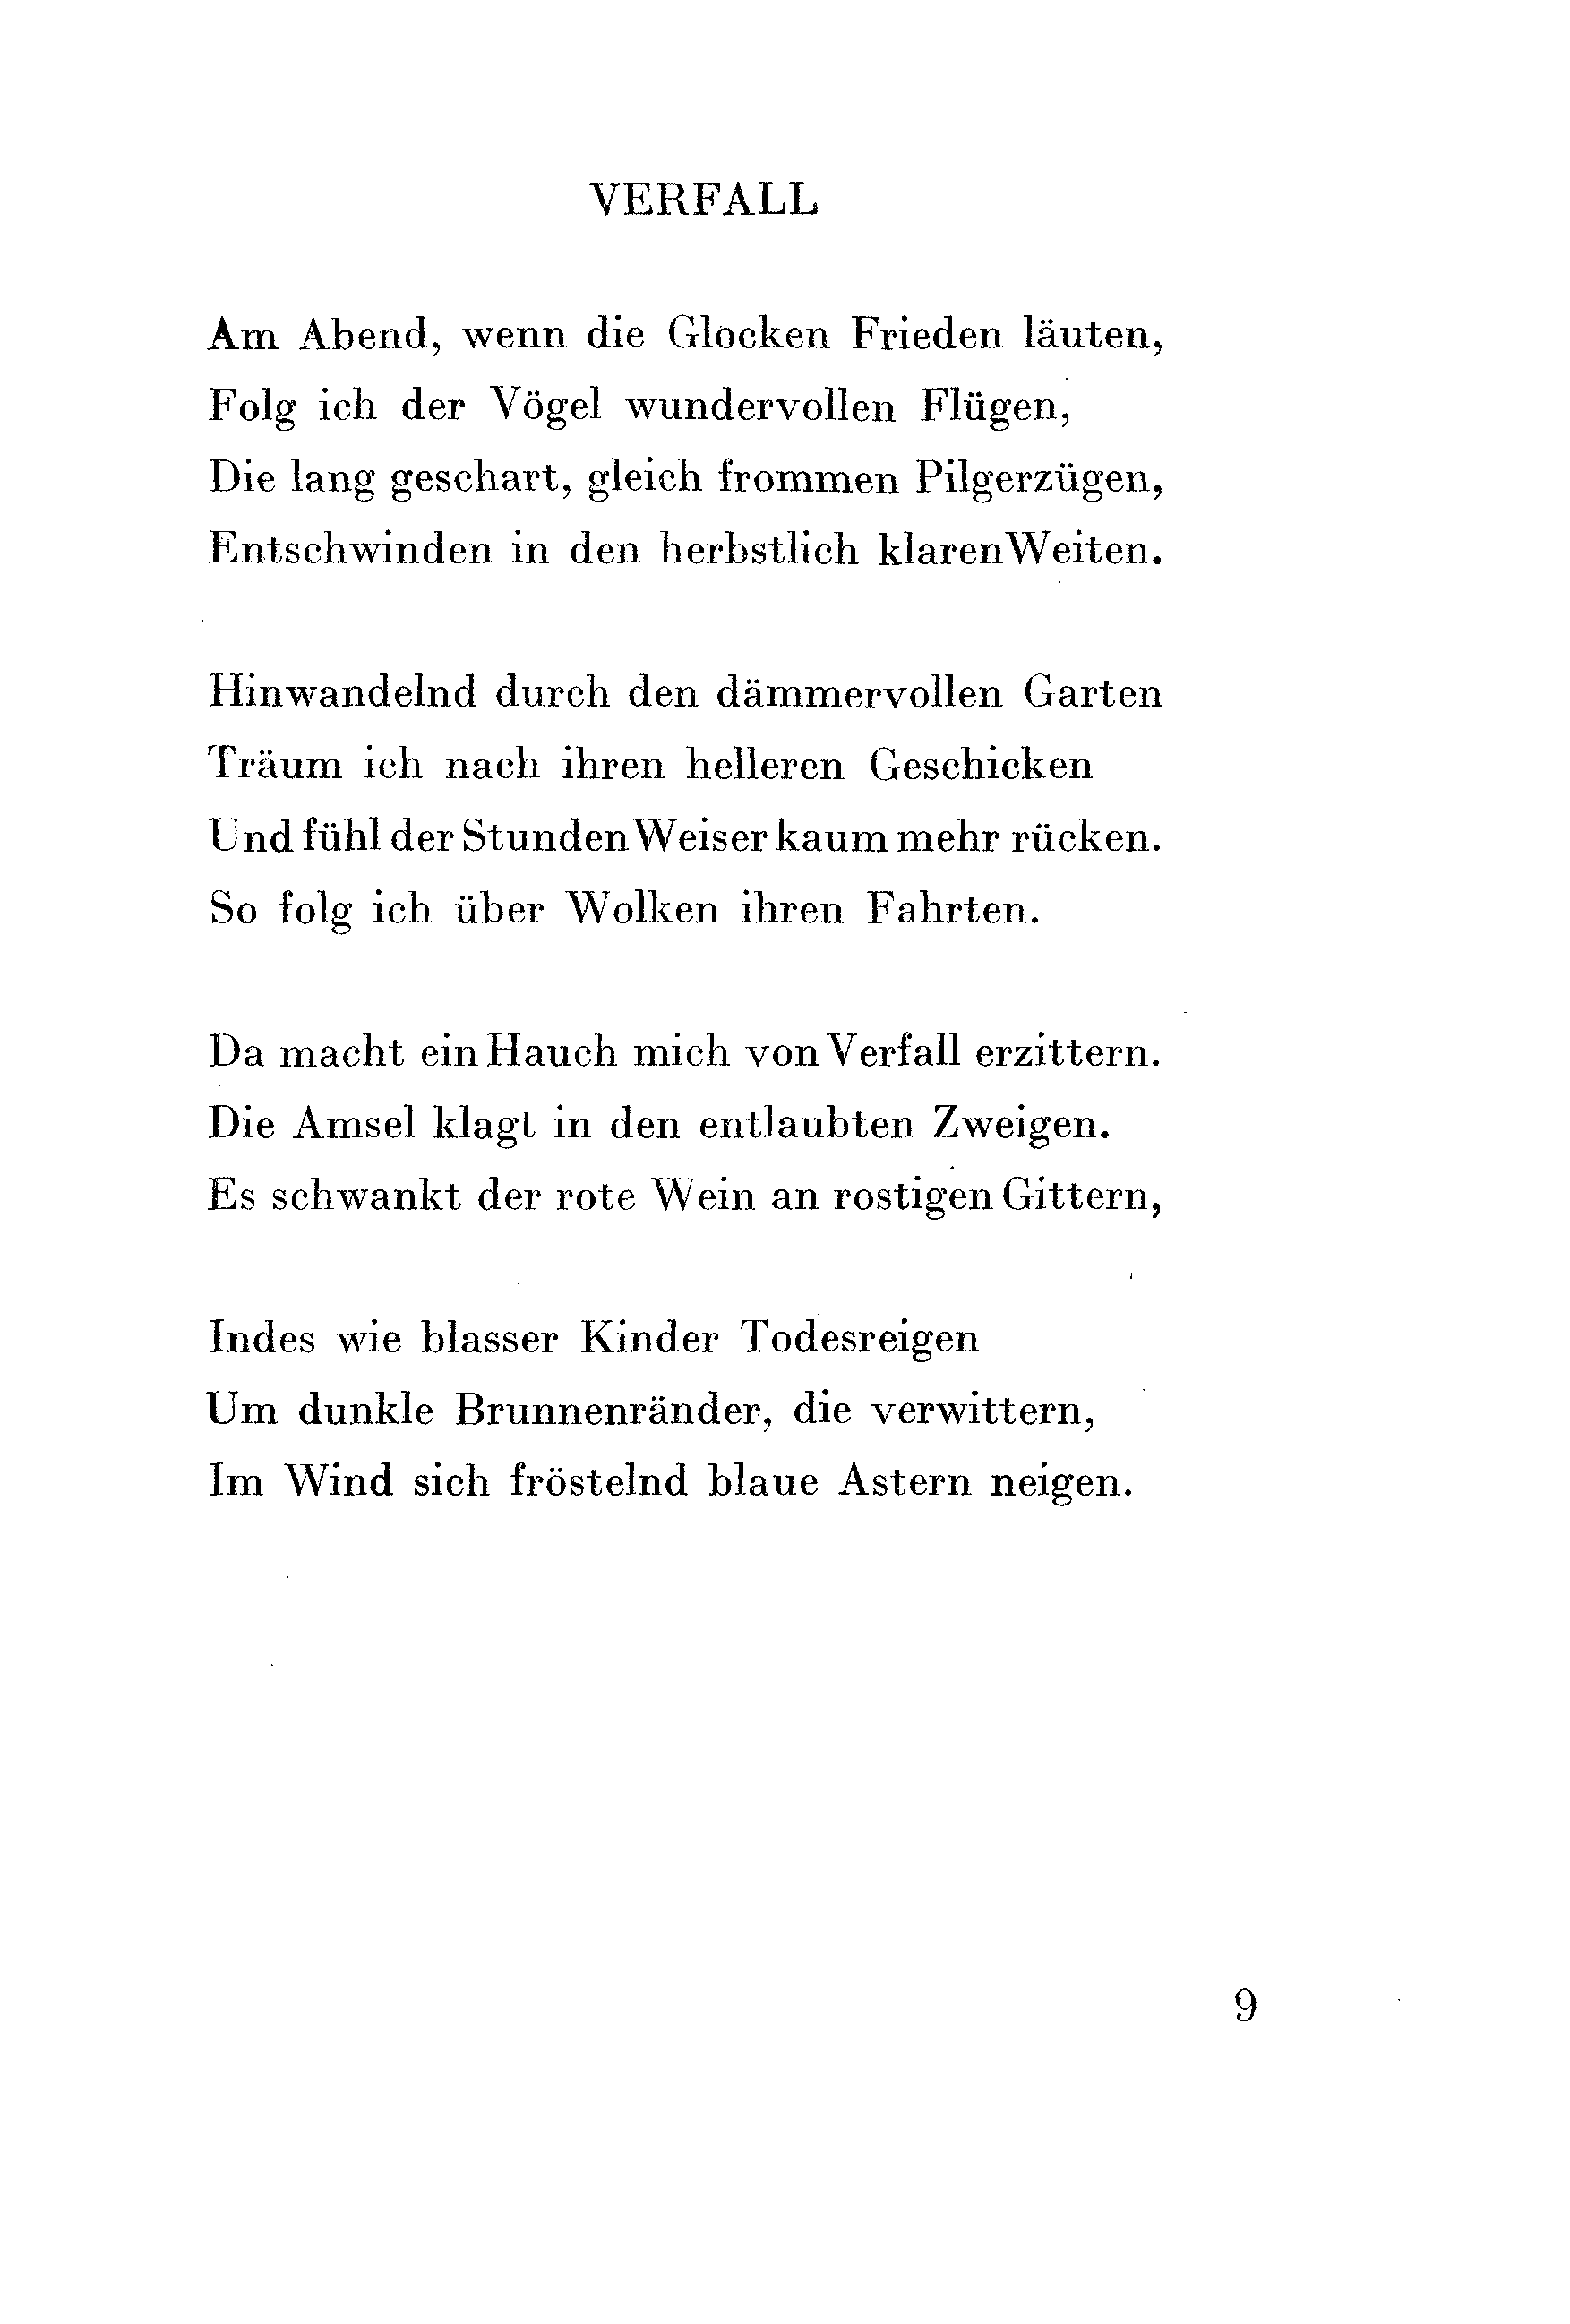 VERFALL
Am Abend, wenn die Glocken Frieden läuten,
Folg ich der Vögel wundervollen Flügen,
Die lang geschart, gleich frommen Pilgerzügen,
Entschwinden in den herbstlich klaren Weiten.
Hinwandelnd durch den dämmervollen Garten
Träum ich nach ihren helleren Geschicken
Und fühl der Stunden Weiser kaum mehr rücken.
So folg ich über Wolken ihren Fahrten.
Da macht ein Hauch mich von Verfall erzittern.
Die Amsel klagt in den entlaubten Zweigen.
Es schwankt der rote Wein an rostigen Gittern,
Indes wie blasser Kinder Todesreigen
Um dunkle Brunnenränder, die verwittern,
Im Wind sich fröstelnd blaue Astern neigen.
9